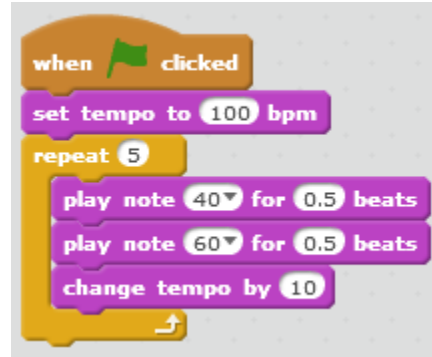 when clicked
set tempo to 100 bpm
repeat 5
play note 40 for 0.5 beats
play note 60 for 0.5 beats
change tempo by 10